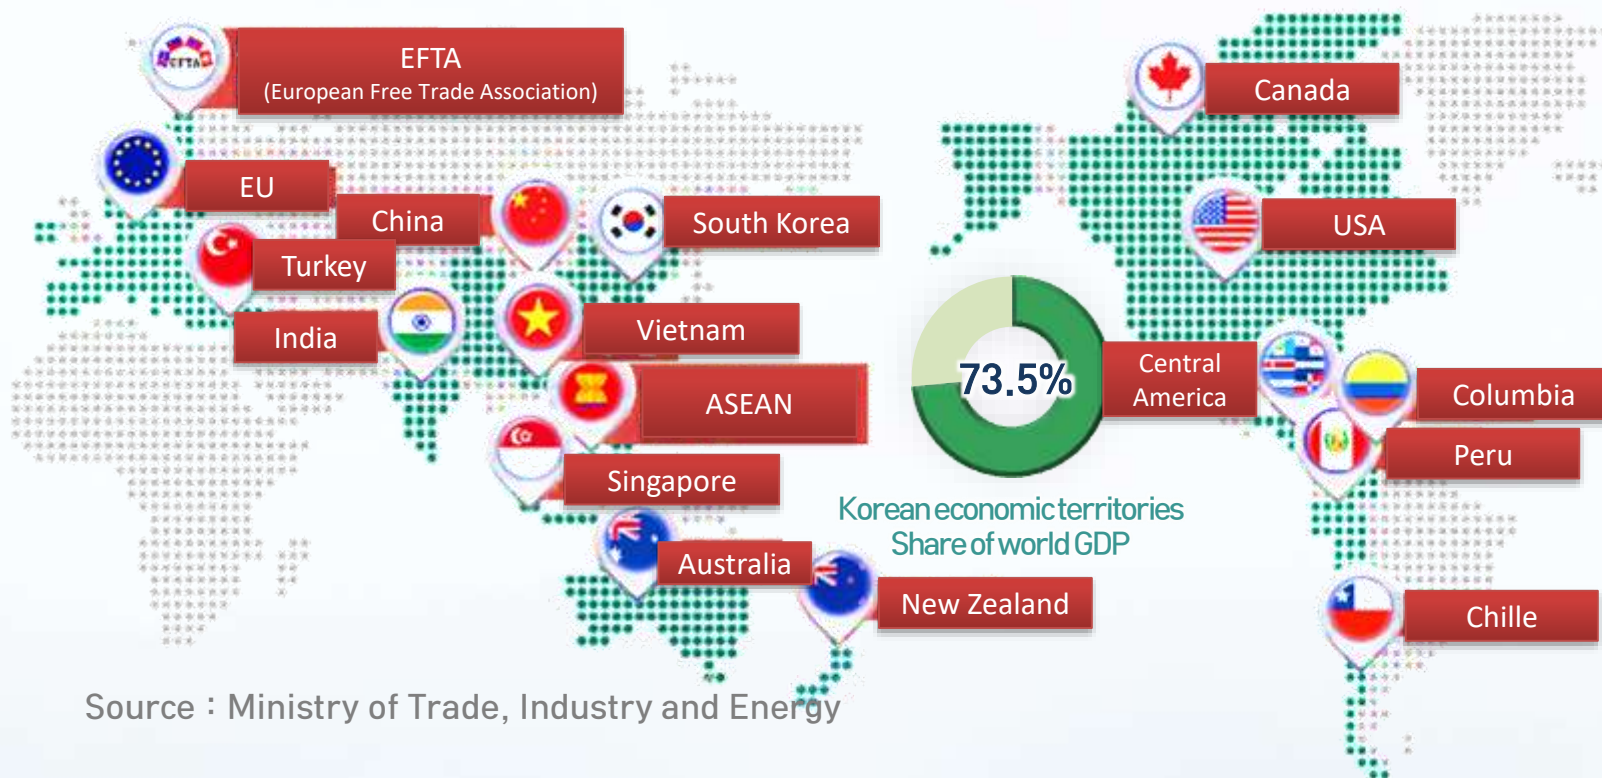 EFTA
(European Free Trade Association)
EFTA
Canada
EU
China
South Korea
USA
Turkey
India
Vietnam
73.5%
Central
America
ASEAN
Columbia
Peru
Singapore
Korean economic territories
Share of world GDP
Australia
New Zealand
Chille
Source : Ministry of Trade, Industry and Energy